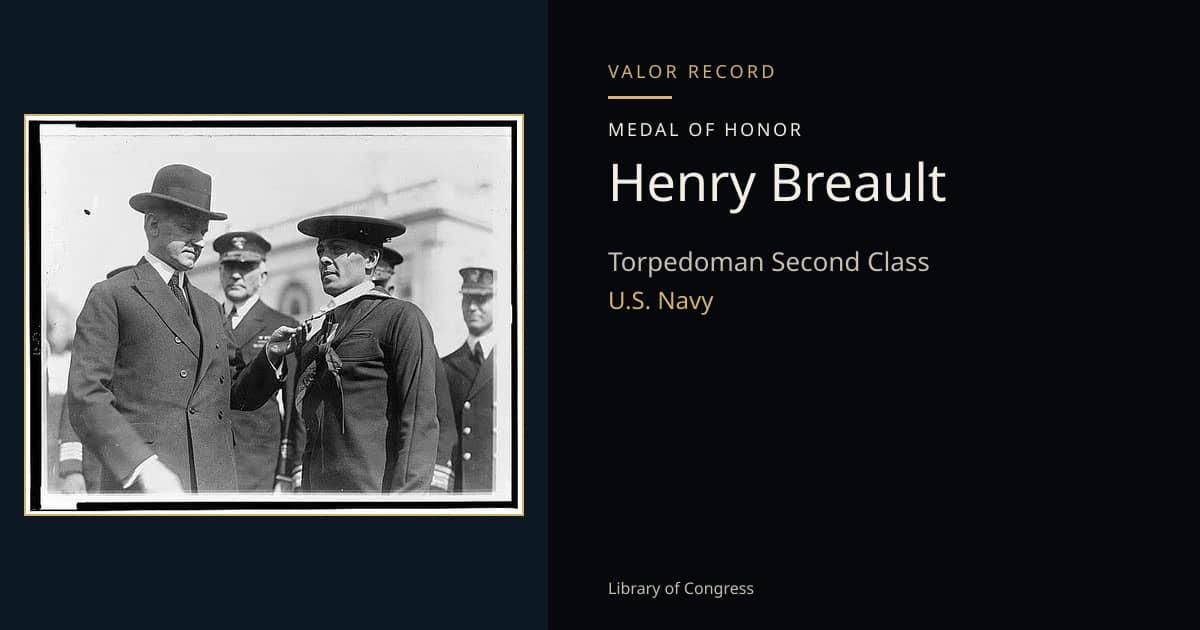 VALOR RECORD
MEDAL OF HONOR
Henry Breault
Torpedoman Second Class
U.S. Navy
Library of Congress